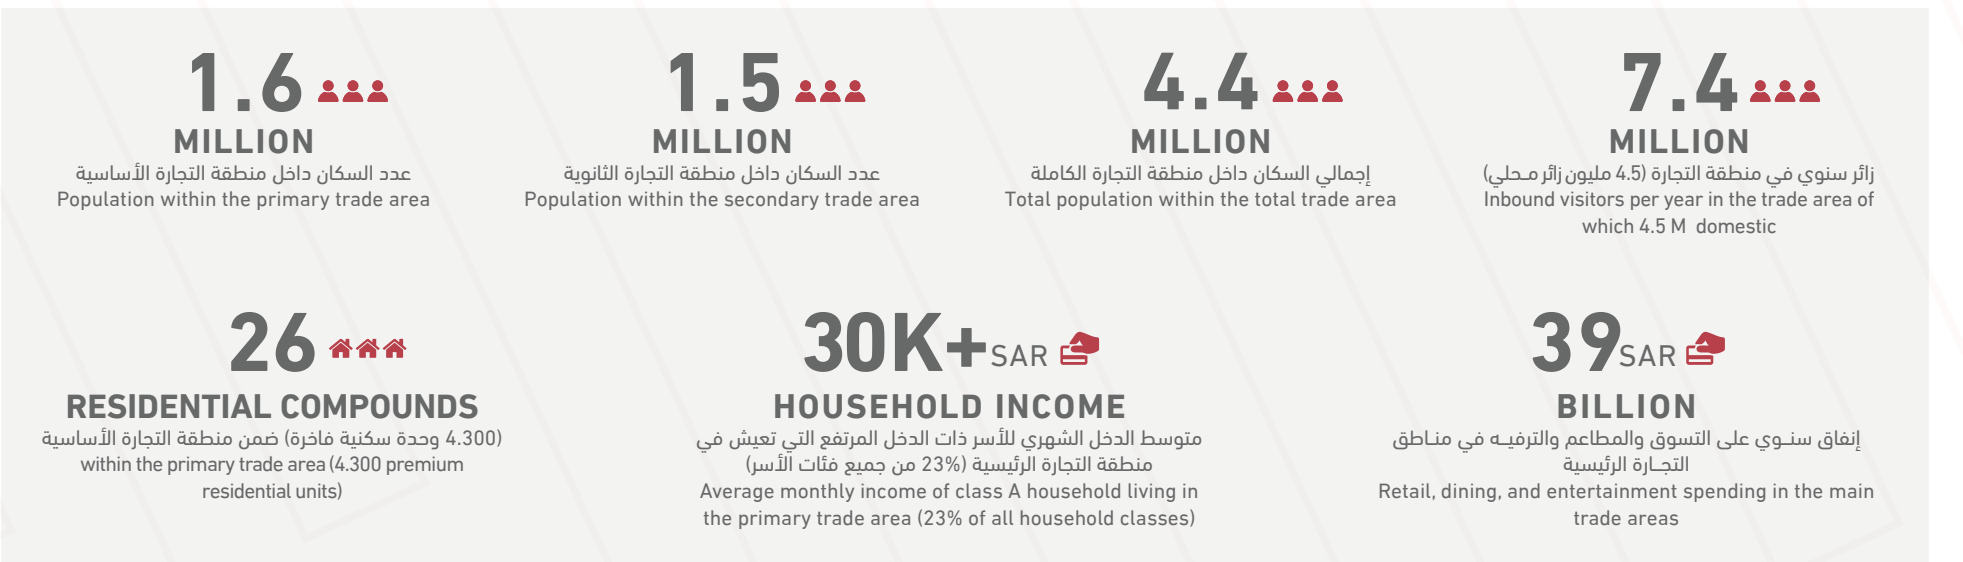 1.6
MILLION
عدد السكان داخل منطقة التجارة الأساسية
Population within the primary trade area
1.5
MILLION
عدد السكان داخل منطقة التجارة الثانوية
Population within the secondary trade area
4.4
MILLION
إجمالي السكان داخل منطقة التجارة الكاملة
Total population within the total trade area
7.4
MILLION
زائر سنوي في منطقة التجارة (4.5 مليون زائر مـحلي)
Inbound visitors per year in the trade area of
which 4.5 M domestic
26
RESIDENTIAL COMPOUNDS
(4.300 وحدة سكنية فاخرة) ضمن منطقة التجارة الأساسية
within the primary trade area (4.300 premium
residential units)
30K+ SAR
HOUSEHOLD INCOME
متوسط الدخل الشهري للأسر ذات الدخل المرتفع التي تعيش في
منطقة التجارة الرئيسية (23% من جميع فئات الأسر)
Average monthly income of class A household living in
the primary trade area (23% of all household classes)
39 SAR
BILLION
إنفاق سنــوي على التسوق والمطاعم والترفيــه في منـاطق
التجــارة الرئيسية
Retail, dining, and entertainment spending in the main
trade areas